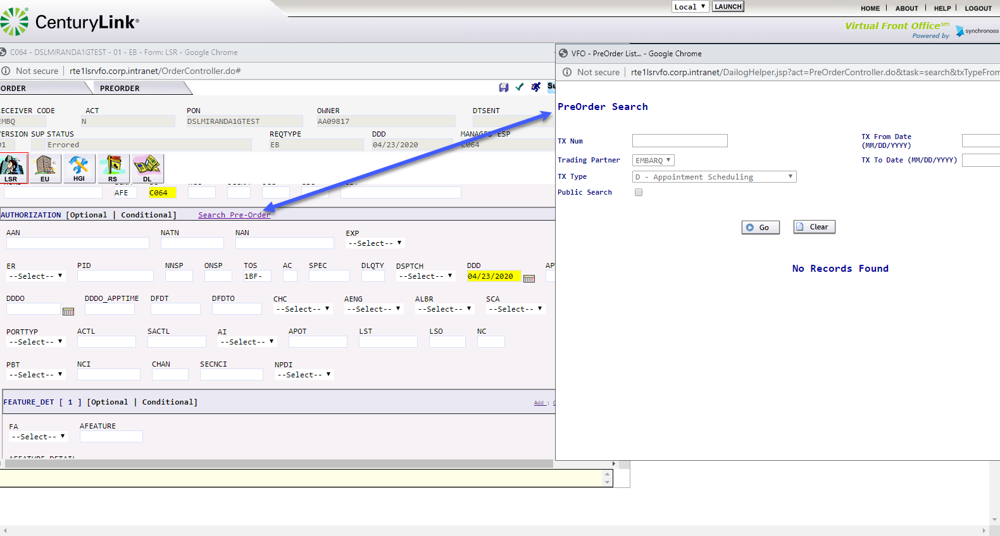 Local
LAUNCH
HOME | ABOUT | HELP | LOGOUT
CenturyLink®
Virtual Front Office℠
Powered by synchronoss
C064 - DSLMIRANDA1GTEST - 01 - EB - Form: LSR - Google Chrome
Not secure | rte1lsrvfo.corp.intranet/OrderController.do#
ORDER
PREORDER
RECEIVER CODE ACT PON OWNER DTSENT
EMBQ N DSLMIRANDA1GTEST AA09817
VERSION SUP STATUS REQTYPE DDD MANAGED ESP
01 Errored EB 04/23/2020 C064
LSR EU HGI RS DL
AFE C064
AUTHORIZATION [Optional | Conditional] Search Pre-Order
AAN NATN NAN EXP
--Select--
ER PID NNSP ONSP TOS AC SPEC DLQTY DSPTCH DDD
--Select-- 1BF- --Select-- 04/23/2020
DDDO DDDO_APPTIME DFDT DFDTO CHC AENG ALBR SCA
--Select-- --Select-- --Select-- --Select--
PORTTYP ACTL SACTL AI APOT LST LSO NC
--Select-- --Select--
PBT NCI CHAN SECNCI NPDI
--Select-- --Select--
FEATURE_DET [ 1 ] [Optional | Conditional] Add :
FA AFEATURE
--Select--
AFEATURE DETAIL
VFO - PreOrder List... - Google Chrome
Not secure | rte1lsrvfo.corp.intranet/DailogHelper.jsp?act=PreOrderController.do&task=search&txTypeFrom
PreOrder Search
TX Num
TX From Date
(MM/DD/YYYY)
Trading Partner EMBARQ TX To Date (MM/DD/YYYY)
TX Type D - Appointment Scheduling
Public Search
Go Clear
No Records Found